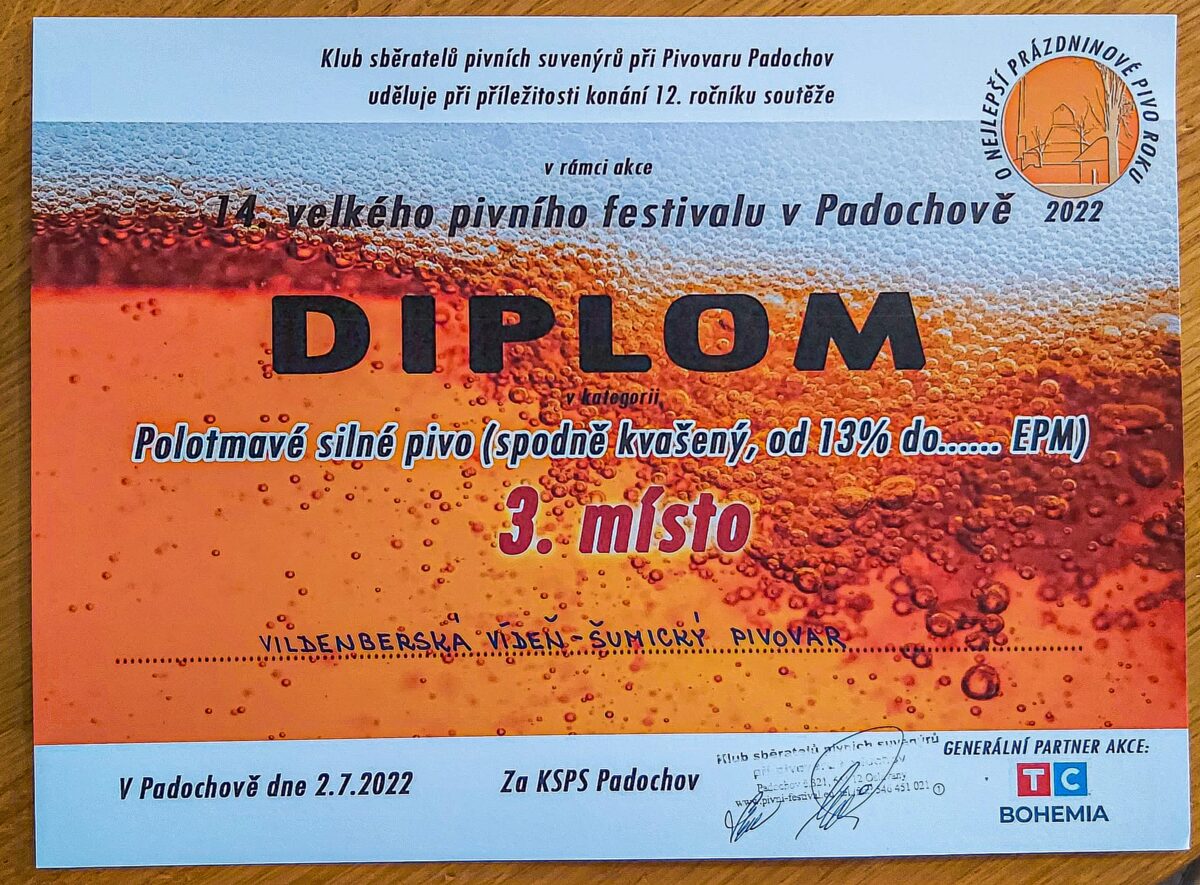 Klub sběratelů pivních suvenýrů při Pivovaru Padochov
uděluje při příležitosti konání 12. ročníku soutěže
O NEJLEPŠÍ PRÁZDNINOVÉ PIVO ROKU
2022
v rámci akce
14. velkého pivního festivalu v Padochově
DIPLOM
v kategorii
Polotmavé silné pivo (spodně kvašený, od 13% do...... EPM)
3. místo
VILDENBERSKÁ VÍDEŇ-ŠUMICKÝ PIVOVAR
V Padochově dne 2.7.2022
Za KSPS Padochov
Klub sběratelů pivních suvenýrů
GENERÁLNÍ PARTNER AKCE:
TC
BOHEMIA